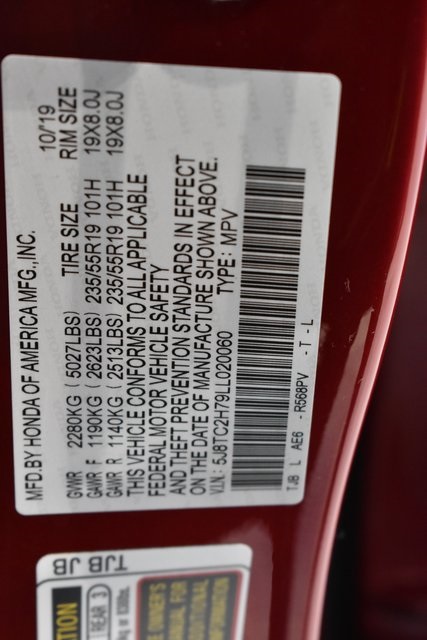 MFD.BY HONDA OF AMERICA MFG.,INC. 10/'19
GVWR 2280KG (5027LBS) TIRE SIZE RIM SIZE
GAWR F 1190KG (2623LBS) 235/55R19 101H 19X8.0J
GAWR R 1140KG (2513LBS) 235/55R19 101H 19X8.0J
THIS VEHICLE CONFORMS TO ALL APPLICABLE
FEDERAL MOTOR VEHICLE SAFETY
AND THEFT PREVENTION STANDARDS IN EFFECT
ON THE DATE OF MANUFACTURE SHOWN ABOVE.
V.I.N.: 5J8TC2H79LL020060 TYPE: MPV
TJB L AE6 -R568PV -T -L
TJB JB
REAR 3